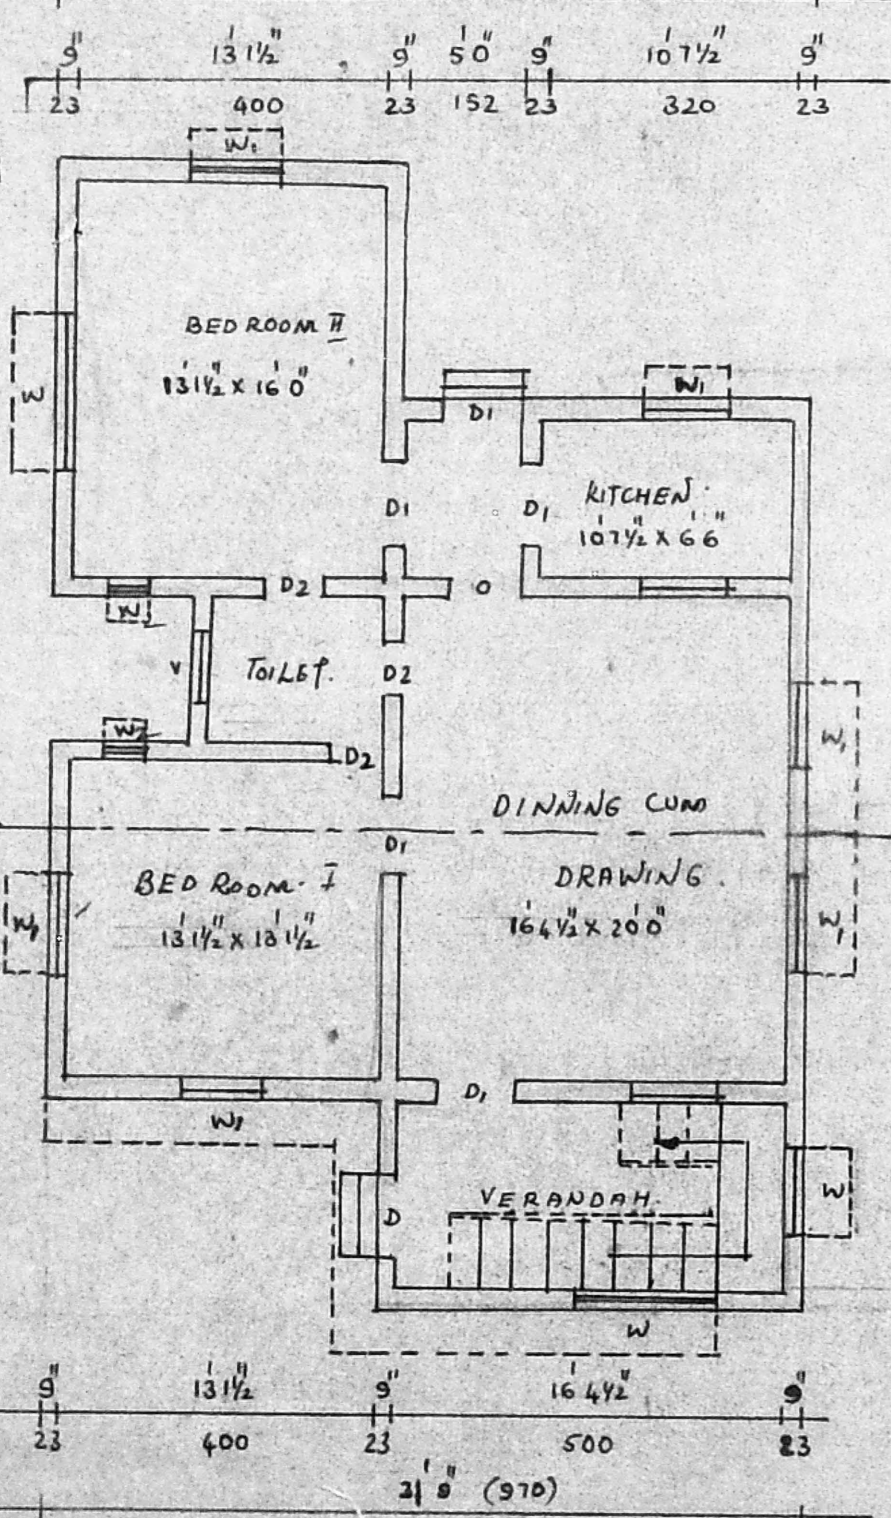 9" 13' 1½" 9" 5' 0" 9" 10' 7½" 9"
23 400 23 152 23 320 23
W1
BED ROOM II
13' 1½" X 16' 0"
W
W1
D1
D1
D1
KITCHEN.
10' 7½" X 6' 6"
D2
O
W
V
TOILET.
D2
W2
D2
W1
DINNING CUM
D1
BED ROOM. I
DRAWING.
13' 1½" X 13' 1½"
16' 4½" X 20' 0"
W1
W1
D1
W1
VERANDAH.
D
W
W
9" 13' 1½" 9" 16' 4½" 9"
23 400 23 500 23
(970)